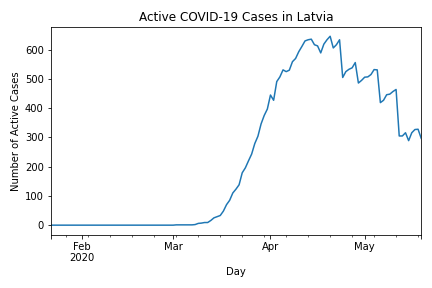 Active COVID-19 Cases in Latvia
Number of Active Cases
600
500
400
300
200
100
0
Feb Mar Apr May
2020
Day